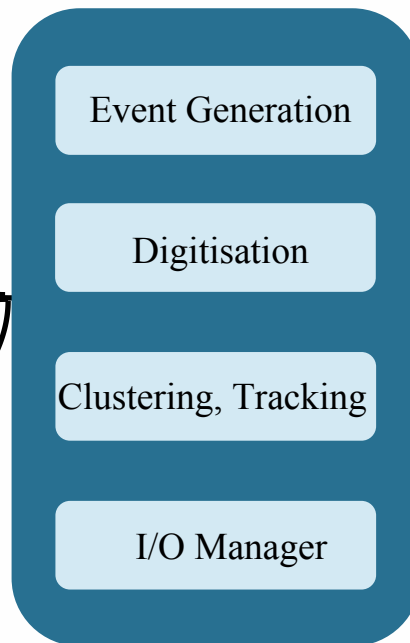 Event Generation
Digitisation
Clustering, Tracking
I/O Manager